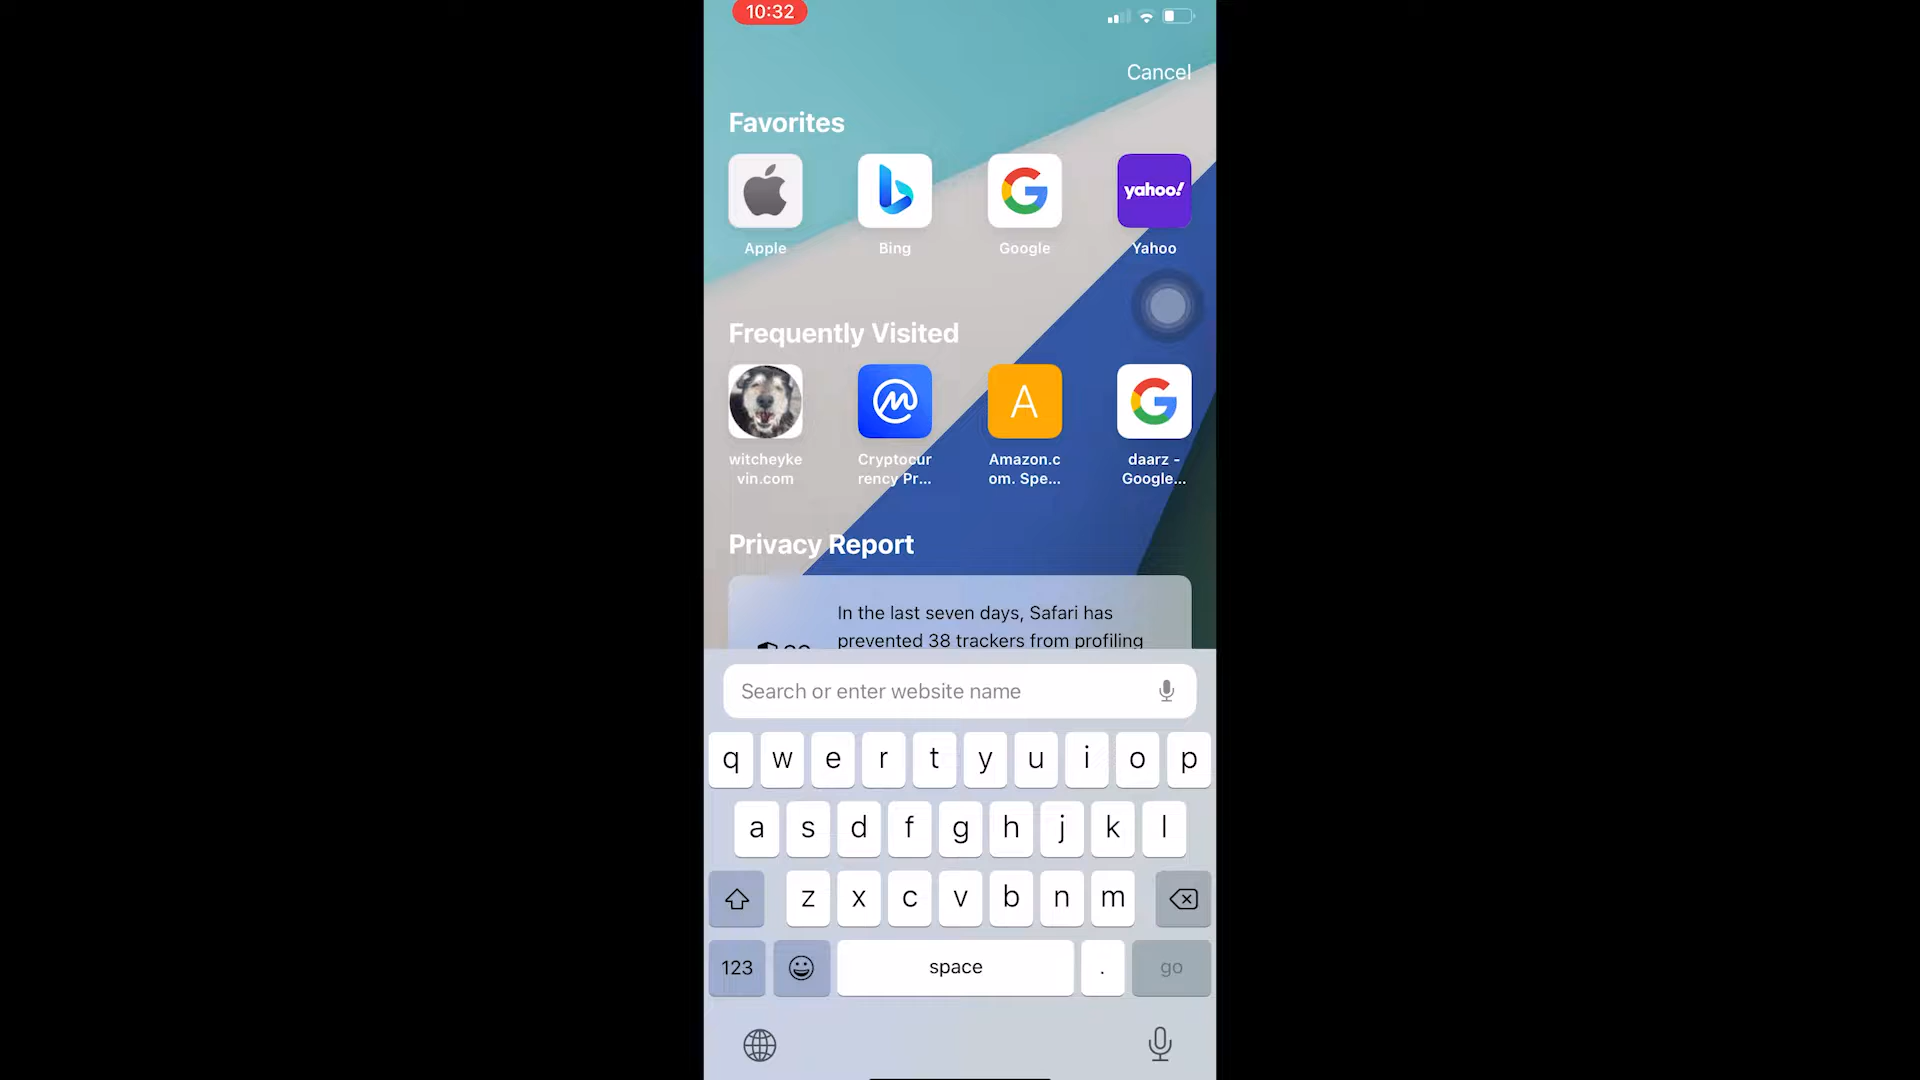 10:32
Cancel
Favorites
yahoo!
Apple
Bing
Google
Yahoo
Frequently Visited
A
witcheyke
vin.com
Cryptocur
rency Pr...
Amazon.c
om. Spe...
daarz -
Google...
Privacy Report
In the last seven days, Safari has
prevented 38 trackers from profiling
Search or enter website name
q w e r t y u i o p
a s d f g h j k l
z x c v b n m
123 space . go